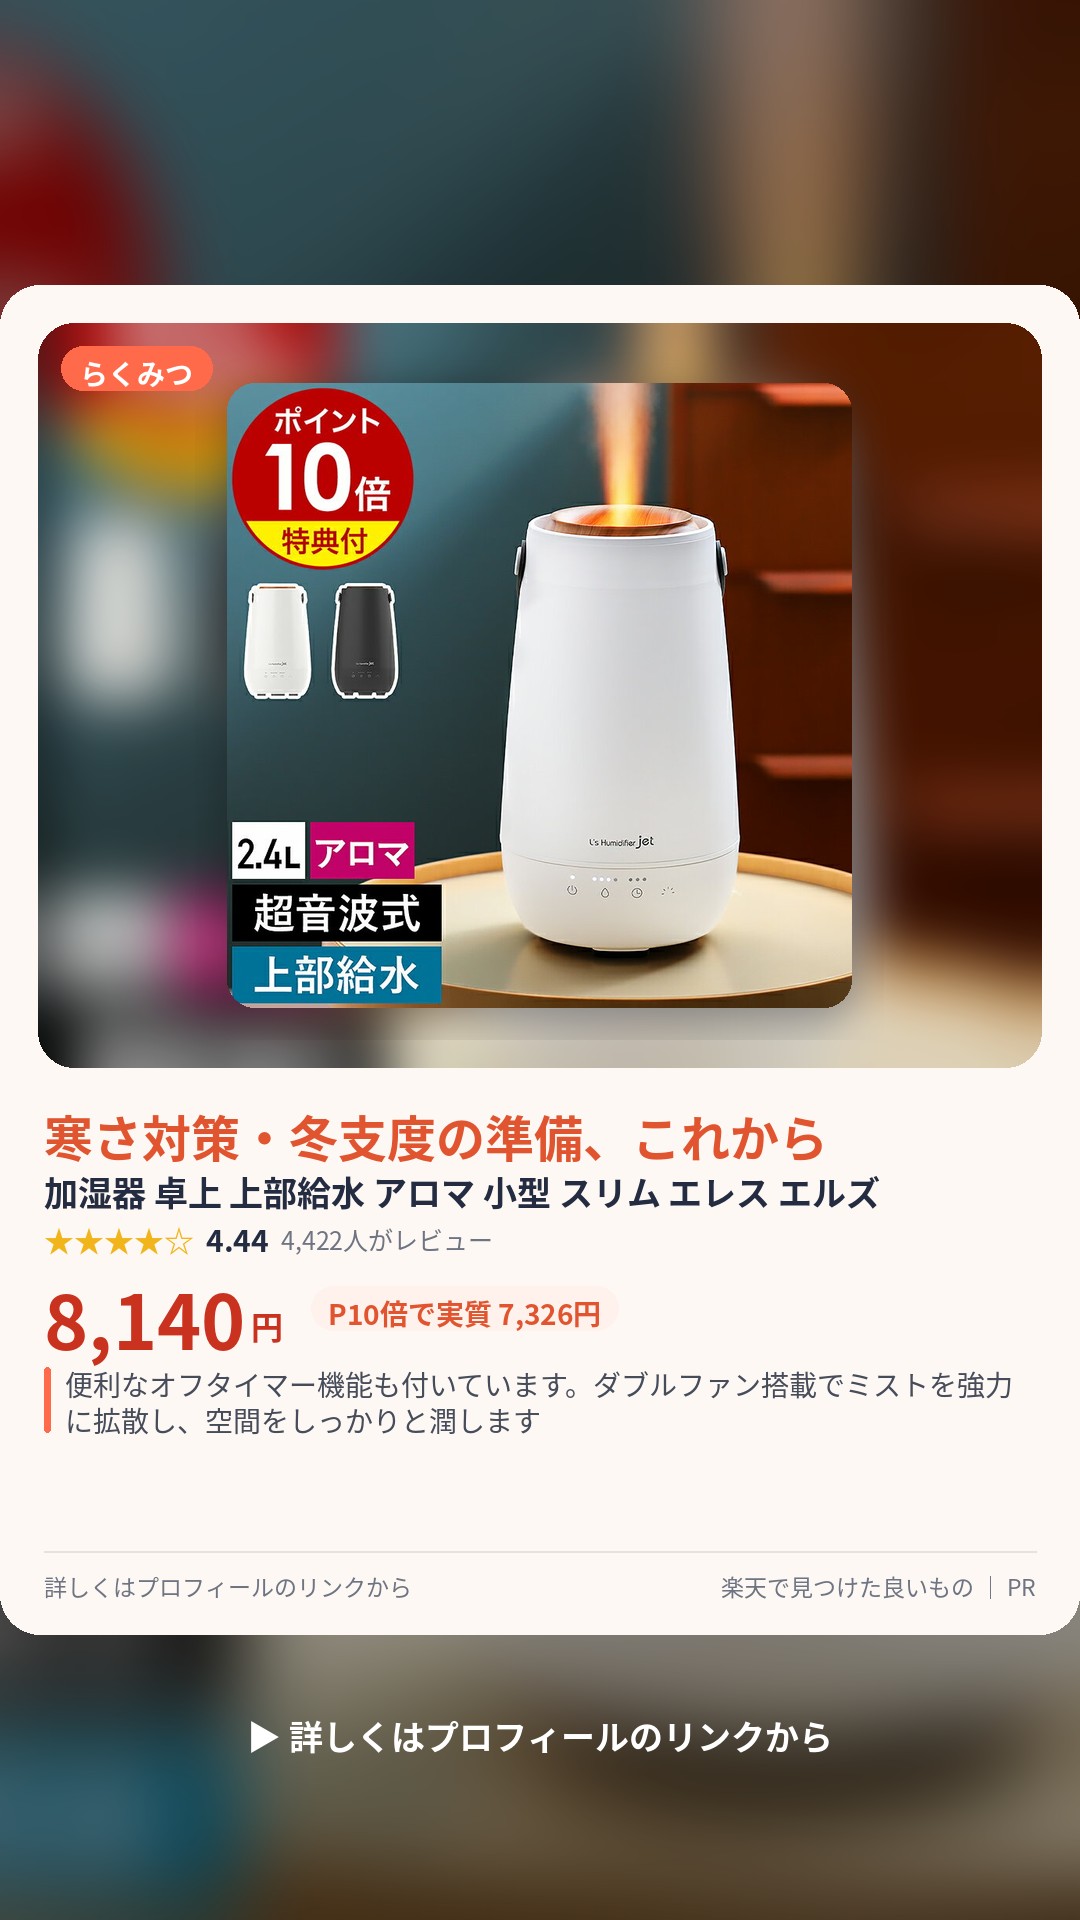 らくみつ
ポイント
10倍
特典付
L's Humidifier jet
2.4L アロマ
超音波式
上部給水
寒さ対策・冬支度の準備、これから
加湿器 卓上 上部給水 アロマ 小型 スリム エレス エルズ
★★★★☆ 4.44 4,422人がレビュー
8,140円 P10倍で実質 7,326円
便利なオフタイマー機能も付いています。ダブルファン搭載でミストを強力
に拡散し、空間をしっかりと潤します
詳しくはプロフィールのリンクから
楽天で見つけた良いもの | PR
▶ 詳しくはプロフィールのリンクから